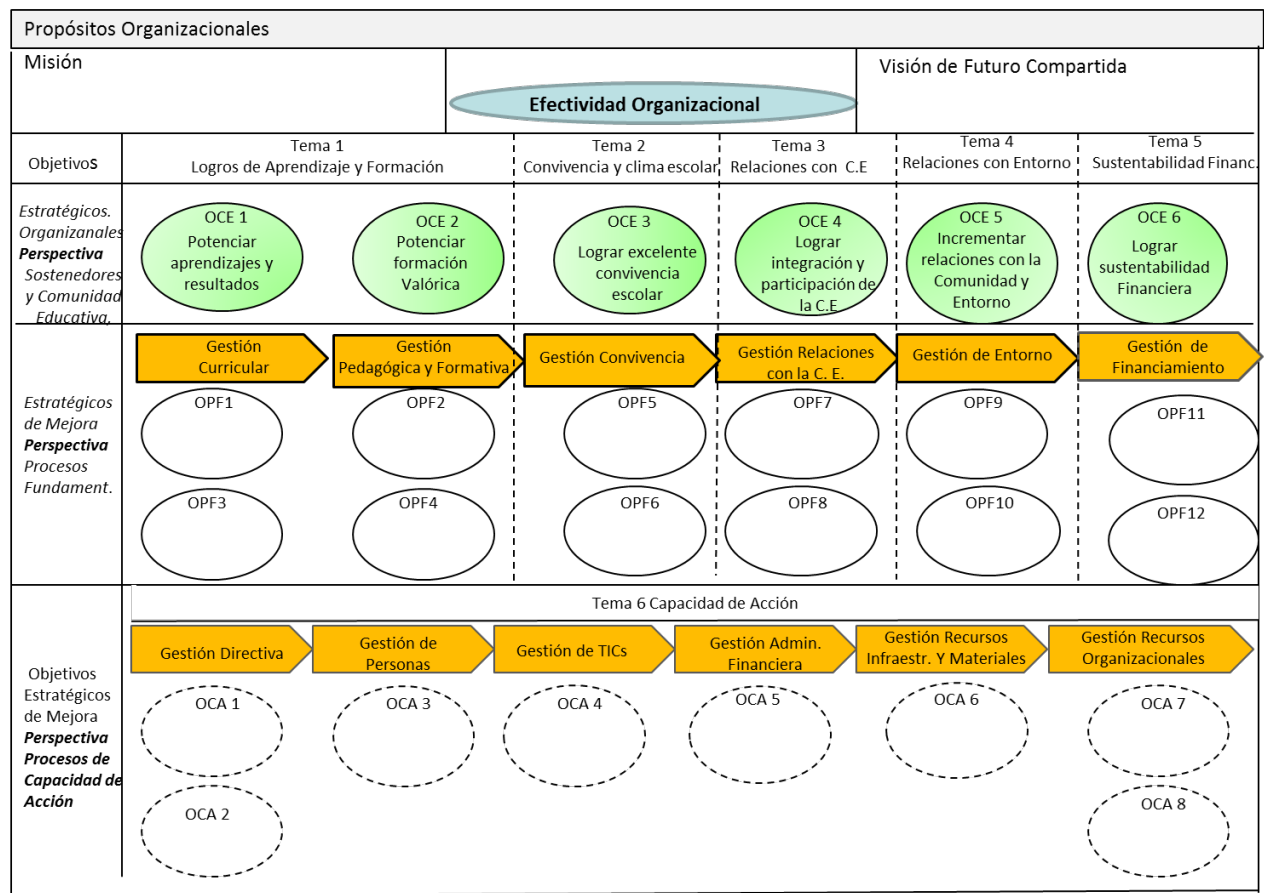 Propósitos Organizacionales
Misión
Efectividad Organizacional
Visión de Futuro Compartida
Objetivos
Tema 1
Logros de Aprendizaje y Formación
Tema 2
Convivencia y clima escolar
Tema 3
Relaciones con C.E
Tema 4
Relaciones con Entorno
Tema 5
Sustentabilidad Financ.
Estratégicos.
Organizanales
Perspectiva
Sostenedores
y Comunidad
Educativa,
OCE 1
Potenciar
aprendizajes y
resultados
OCE 2
Potenciar
formación
Valórica
OCE 3
Lograr excelente
convivencia
escolar
OCE 4
Lograr
integración y
participación de
la C.E
OCE 5
Incrementar
relaciones con la
Comunidad y
Entorno
OCE 6
Lograr
sustentabilidad
Financiera
Gestión
Curricular
Gestión
Pedagógica y Formativa
Gestión Convivencia
Gestión Relaciones
con la C. E.
Gestión de Entorno
Gestión de
Financiamiento
Estratégicos
de Mejora
Perspectiva
Procesos
Fundament.
OPF1
OPF2
OPF5
OPF7
OPF9
OPF11
OPF3
OPF4
OPF6
OPF8
OPF10
OPF12
Tema 6 Capacidad de Acción
Gestión Directiva
Gestión de
Personas
Gestión de TICs
Gestión Admin.
Financiera
Gestión Recursos
Infraestr. Y Materiales
Gestión Recursos
Organizacionales
Objetivos
Estratégicos
de Mejora
Perspectiva
Procesos de
Capacidad de
Acción
OCA 1
OCA 3
OCA 4
OCA 5
OCA 6
OCA 7
OCA 2
OCA 8